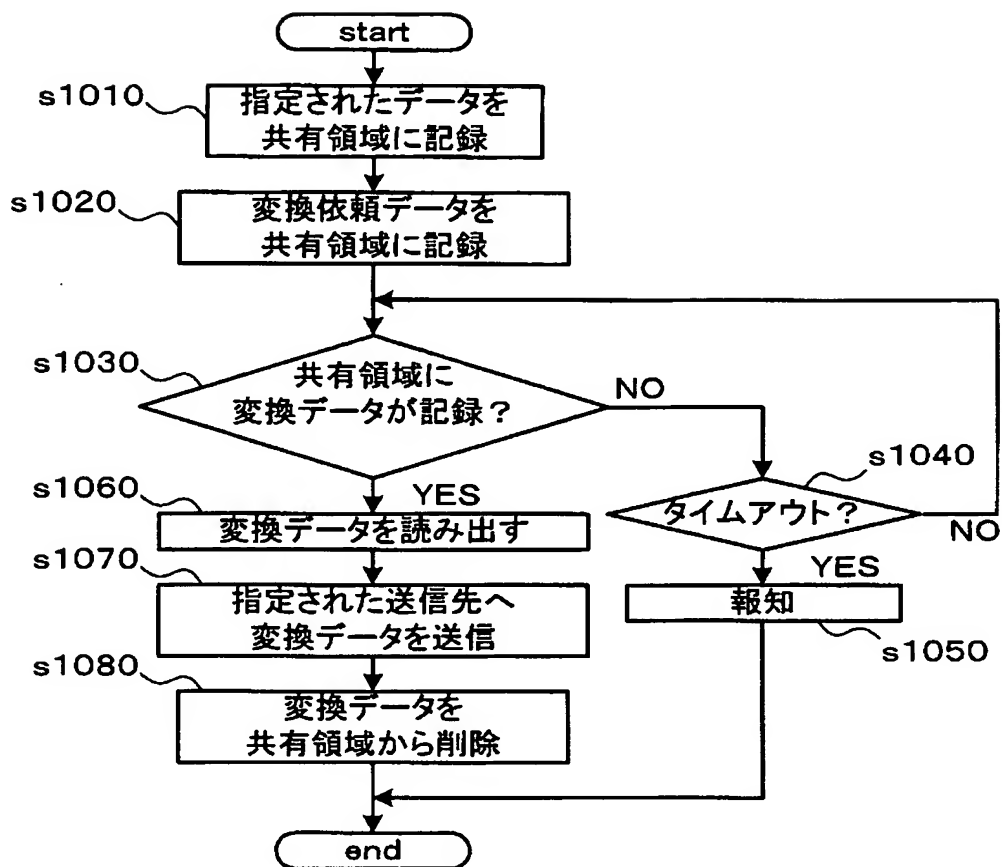 start
s1010
指定されたデータを
共有領域に記録
s1020
変換依頼データを
共有領域に記録
s1030
共有領域に
変換データが記録？
NO
s1040
タイムアウト？
NO
YES
s1060
変換データを読み出す
YES
報知
s1050
s1070
指定された送信先へ
変換データを送信
s1080
変換データを
共有領域から削除
end